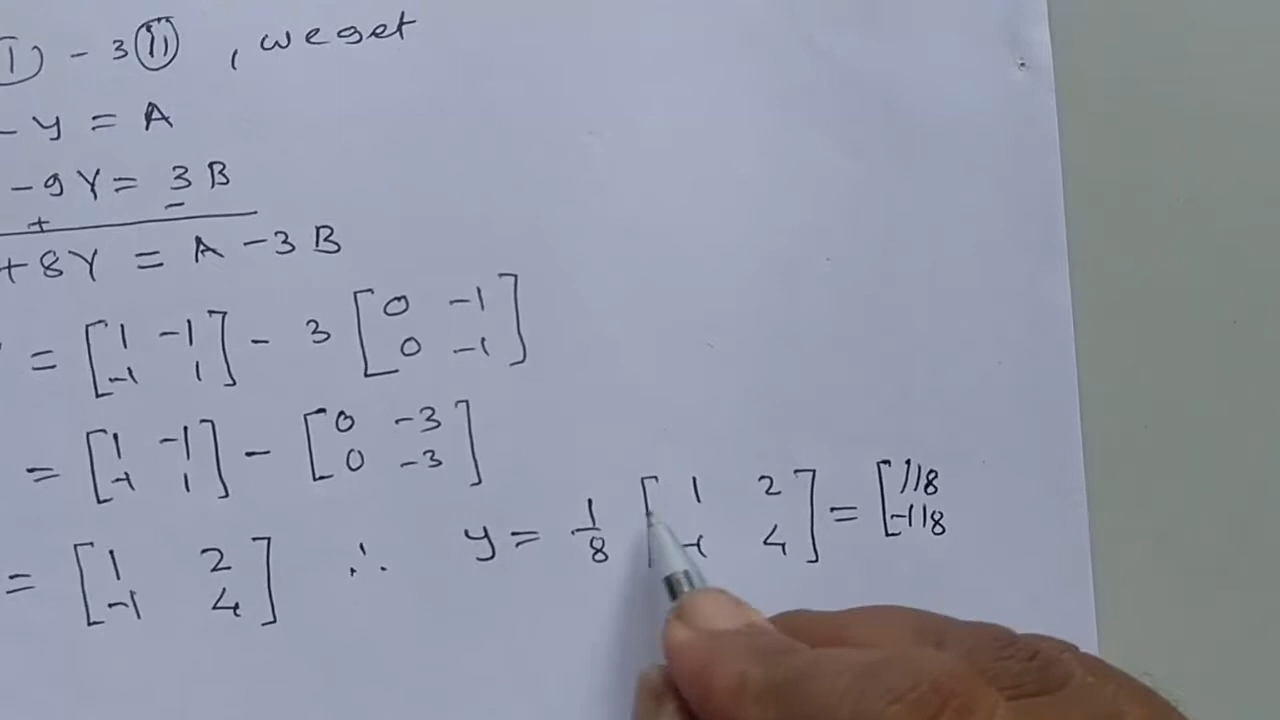 I - 3 II , we get
- y = A
- 9Y = 3B
+ -
+ 8Y = A - 3B
= [1 -1; -1 1] - 3 [0 -1; 0 -1]
= [1 -1; -1 1] - [0 -3; 0 -3]
= [1 2; -1 4] ∴ y = 1/8 [1 2; -1 4] = [1/8; -1/8